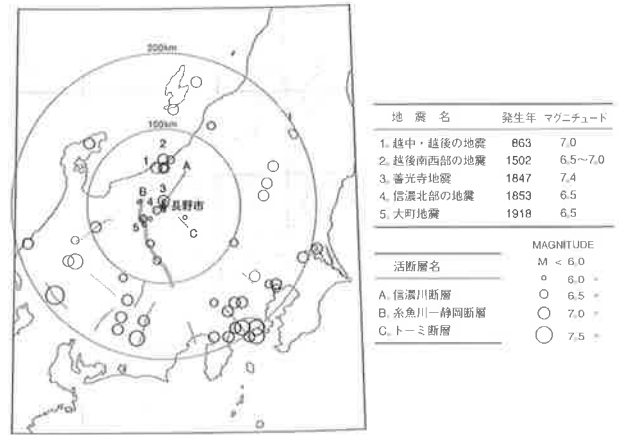 200km
100km
2
1
A
3
B
4
長野市
5
C
地 震 名 発生年 マグニチュード
1. 越中・越後の地震 863 7.0
2. 越後南西部の地震 1502 6.5~7.0
3. 善光寺地震 1847 7.4
4. 信濃北部の地震 1853 6.5
5. 大町地震 1918 6.5
MAGNITUDE
活断層名
M < 6.0
6.0 〃
A. 信濃川断層
6.5 〃
B. 糸魚川-静岡断層
7.0 〃
C. トーミ断層
7.5 〃